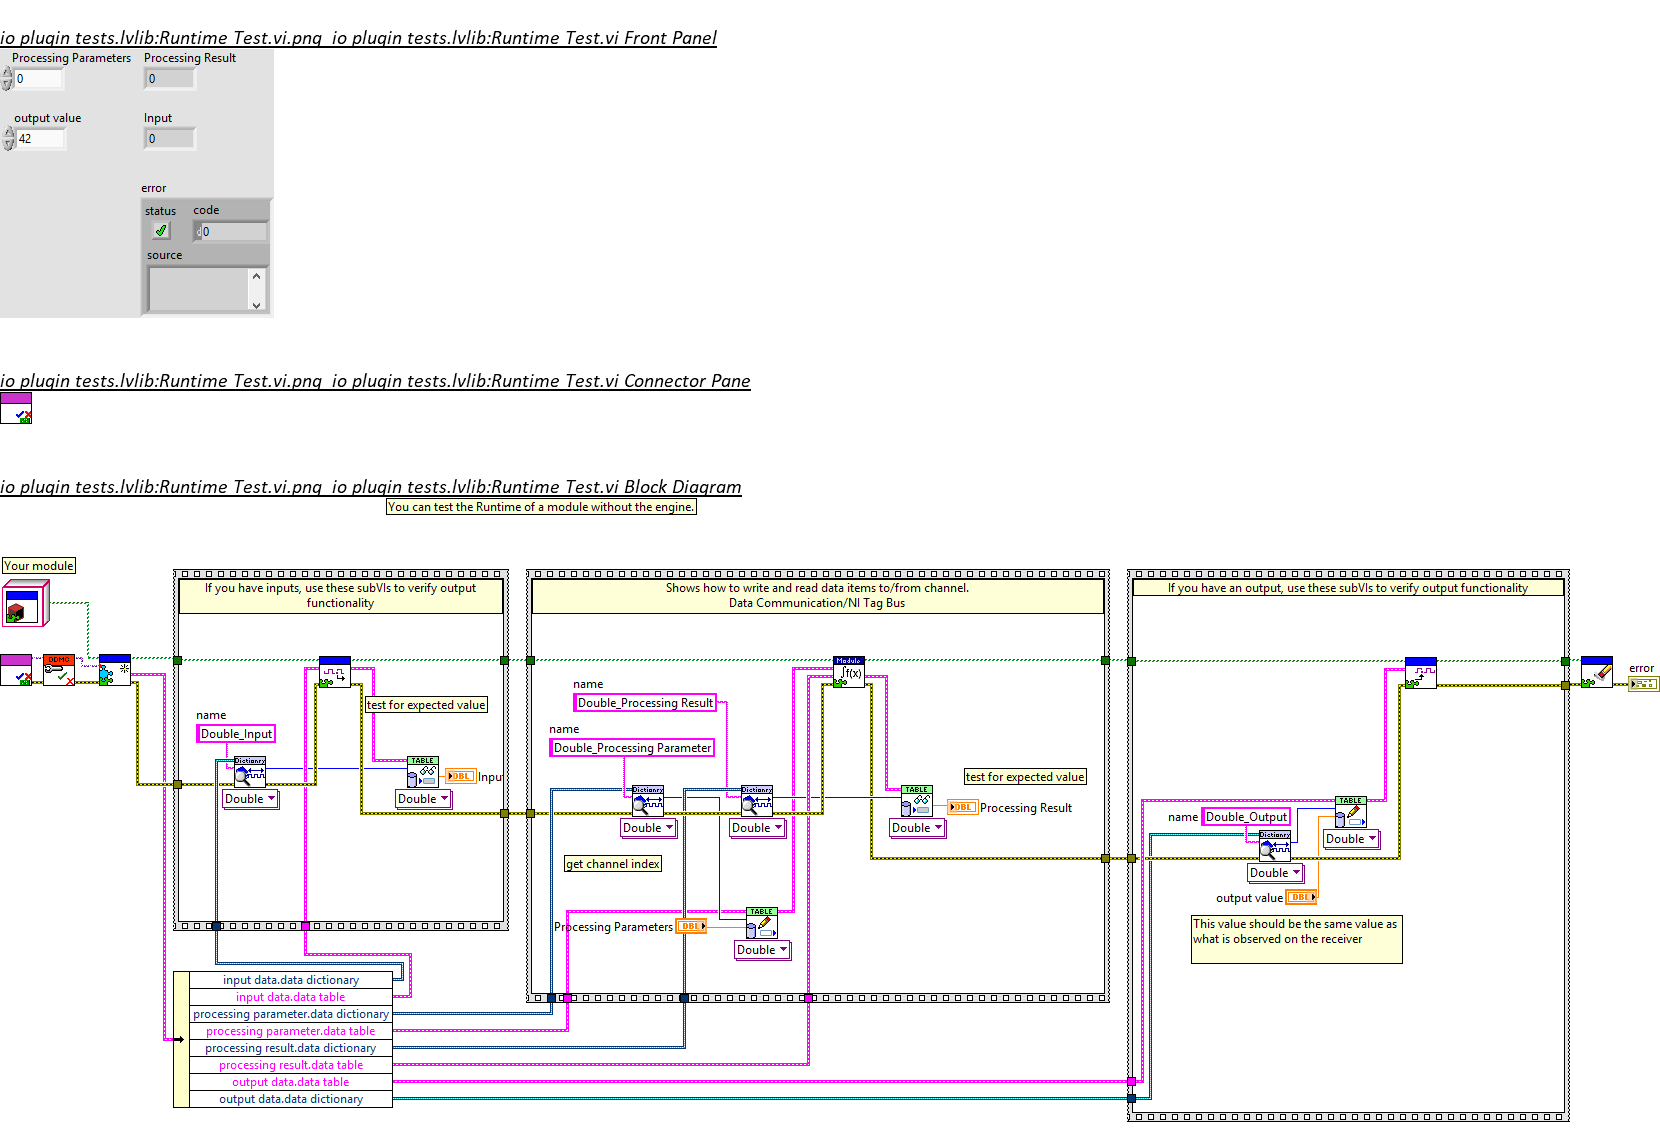 io plugin tests.lvlib:Runtime Test.vi.png  io plugin tests.lvlib:Runtime Test.vi Front Panel
Processing Parameters
Processing Result
0
0
output value
Input
42
0
error
status
code
0
source
io plugin tests.lvlib:Runtime Test.vi.png  io plugin tests.lvlib:Runtime Test.vi Connector Pane
io plugin tests.lvlib:Runtime Test.vi.png  io plugin tests.lvlib:Runtime Test.vi Block Diagram
You can test the Runtime of a module without the engine.
Your module
If you have inputs, use these subVIs to verify output
functionality
test for expected value
name
Double_Input
Dictionry
Double
TABLE
Double
DBL
Input
Shows how to write and read data items to/from channel.
Data Communication/NI Tag Bus
Module
∫f(x)
name
Double_Processing Result
name
Double_Processing Parameter
Dictionry
Double
Dictionry
Double
test for expected value
TABLE
Double
DBL
Processing Result
get channel index
Processing Parameters
DBL
TABLE
Double
If you have an output, use these subVIs to verify output functionality
name
Double_Output
Dictionry
Double
TABLE
Double
output value
DBL
This value should be the same value as
what is observed on the receiver
error
input data.data dictionary
input data.data table
processing parameter.data dictionary
processing parameter.data table
processing result.data dictionary
processing result.data table
output data.data table
output data.data dictionary